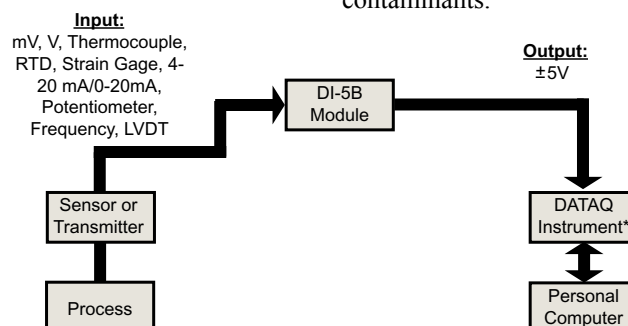 contaminants.
Input:
mV, V, Thermocouple,
RTD, Strain Gage, 4-
20 mA/0-20mA,
Potentiometer,
Frequency, LVDT
Output:
±5V
DI-5B
Module
Sensor or
Transmitter
DATAQ
Instrument*
Process
Personal
Computer